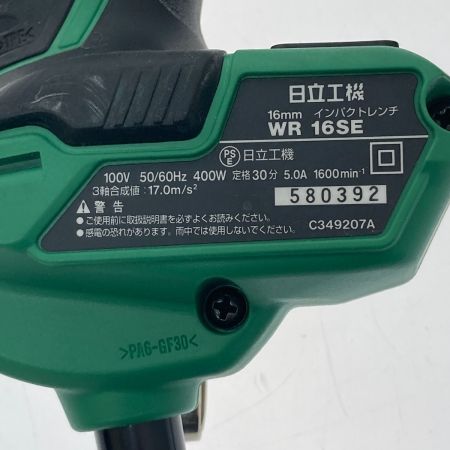 日立工機
16mm インパクトレンチ
WR 16SE
PS E 日立工機
100V 50/60Hz 400W 定格30分 5.0A 1600min⁻¹
3軸合成値：17.0m/s²
580392
警告
●ご使用前に取扱説明書を必ずよくお読みください。
●感電の恐れがあります。雨中では使用しないでください。
C349207A
>PA6-GF30<